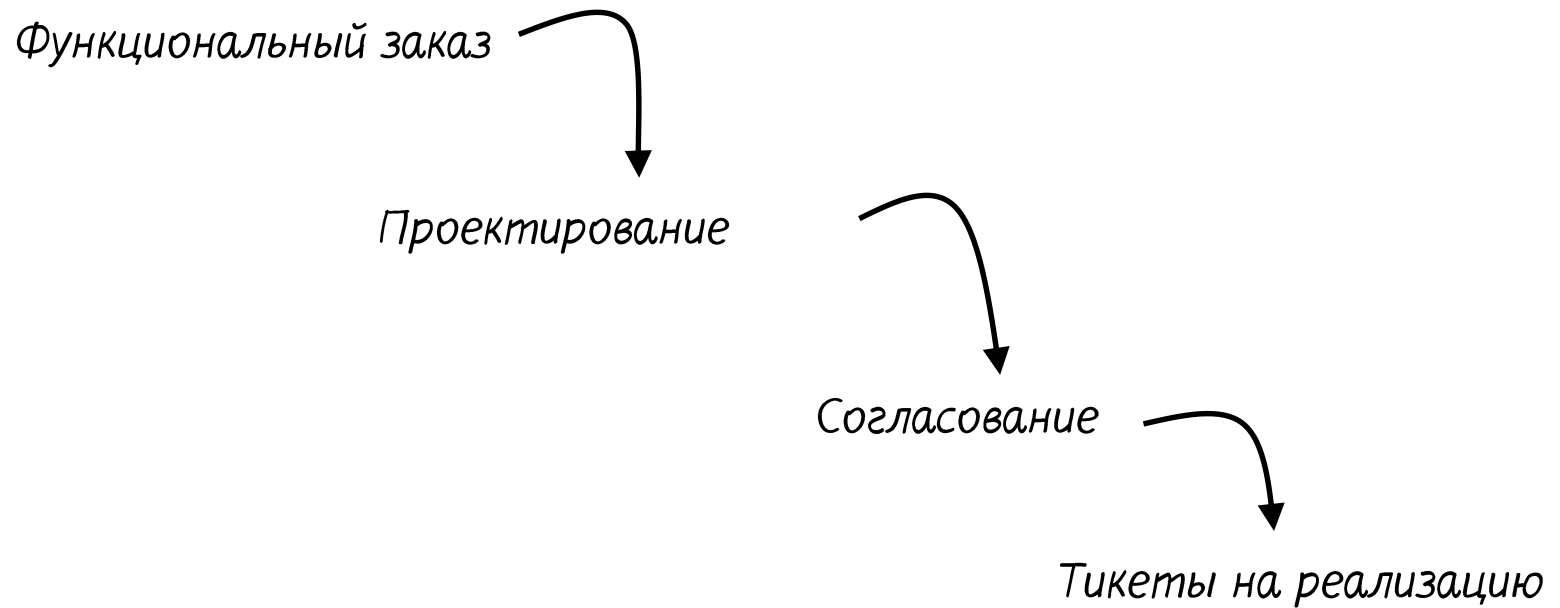 Функциональный заказ
Проектирование
Согласование
Тикеты на реализацию